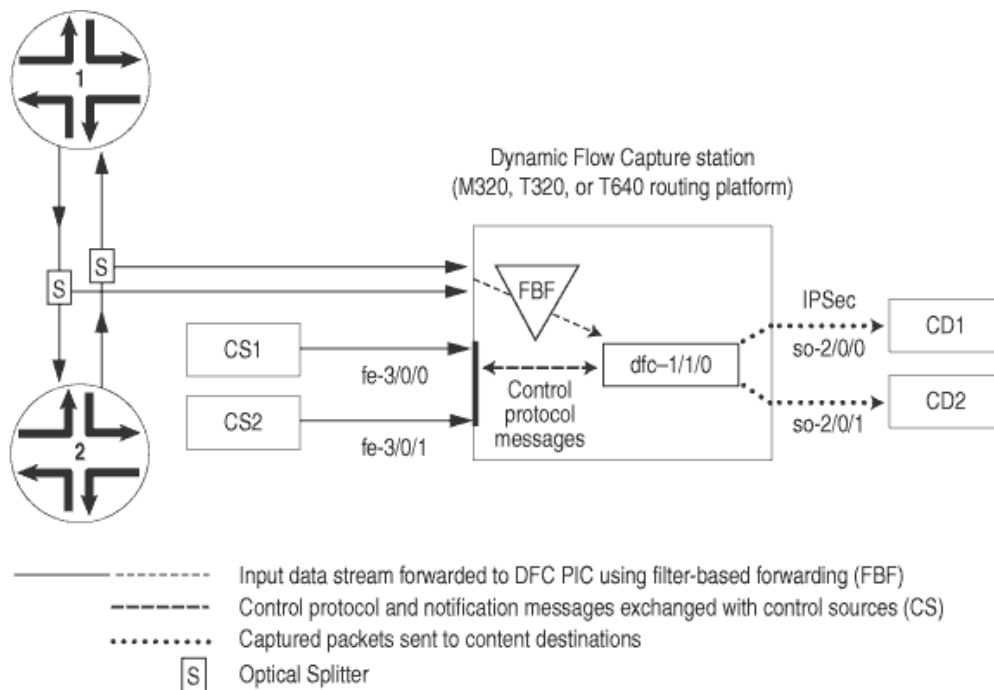 1
Dynamic Flow Capture station
(M320, T320, or T640 routing platform)
S
S
FBF
IPSec
CD1
so-2/0/0
CS1
fe-3/0/0
dfc–1/1/0
Control
protocol
messages
CD2
so-2/0/1
CS2
fe-3/0/1
2
Input data stream forwarded to DFC PIC using filter-based forwarding (FBF)
Control protocol and notification messages exchanged with control sources (CS)
Captured packets sent to content destinations
S Optical Splitter